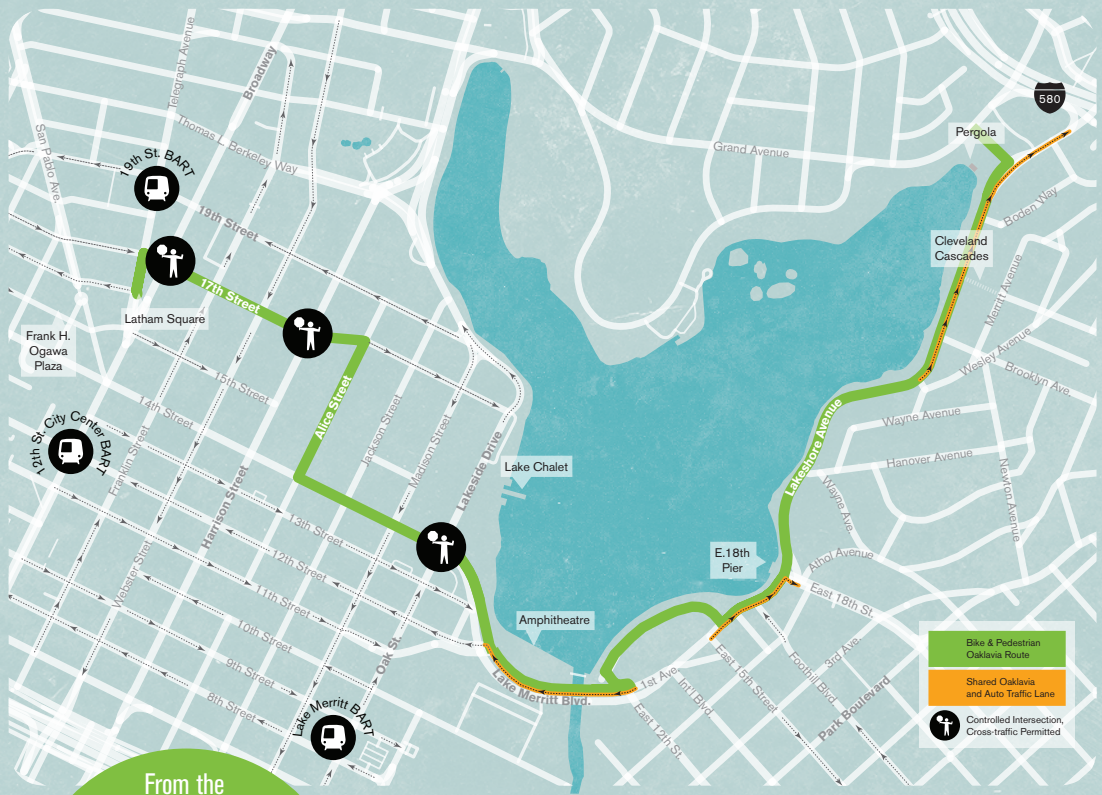 580
Pergola
Telegraph Avenue
Broadway
San Pablo Ave.
Thomas L. Berkeley Way
Grand Avenue
19th St. BART
19th Street
Boden Way
Cleveland
Cascades
17th Street
Merritt Avenue
Latham Square
Frank H.
Ogawa
Plaza
Wesley Avenue
Brooklyn Ave.
15th Street
14th Street
Alice Street
Jackson Street
Madison Street
Lakeside Drive
Lakeshore Avenue
Wayne Avenue
12th St. City Center BART
Franklin Street
Harrison Street
Lake Chalet
Hanover Avenue
Newton Avenue
Wayne Ave.
13th Street
12th Street
11th Street
10th Street
9th Street
8th Street
Webster Street
E.18th
Pier
Athol Avenue
East 18th St.
Amphitheatre
Oak St.
Lake Merritt Blvd.
1st Ave.
Int'l Blvd.
East 12th St.
East 15th Street
Foothill Blvd.
3rd Ave.
Park Boulevard
Lake Merritt BART
Bike & Pedestrian
Oaklavia Route
Shared Oaklavia
and Auto Traffic Lane
Controlled Intersection,
Cross-traffic Permitted
From the